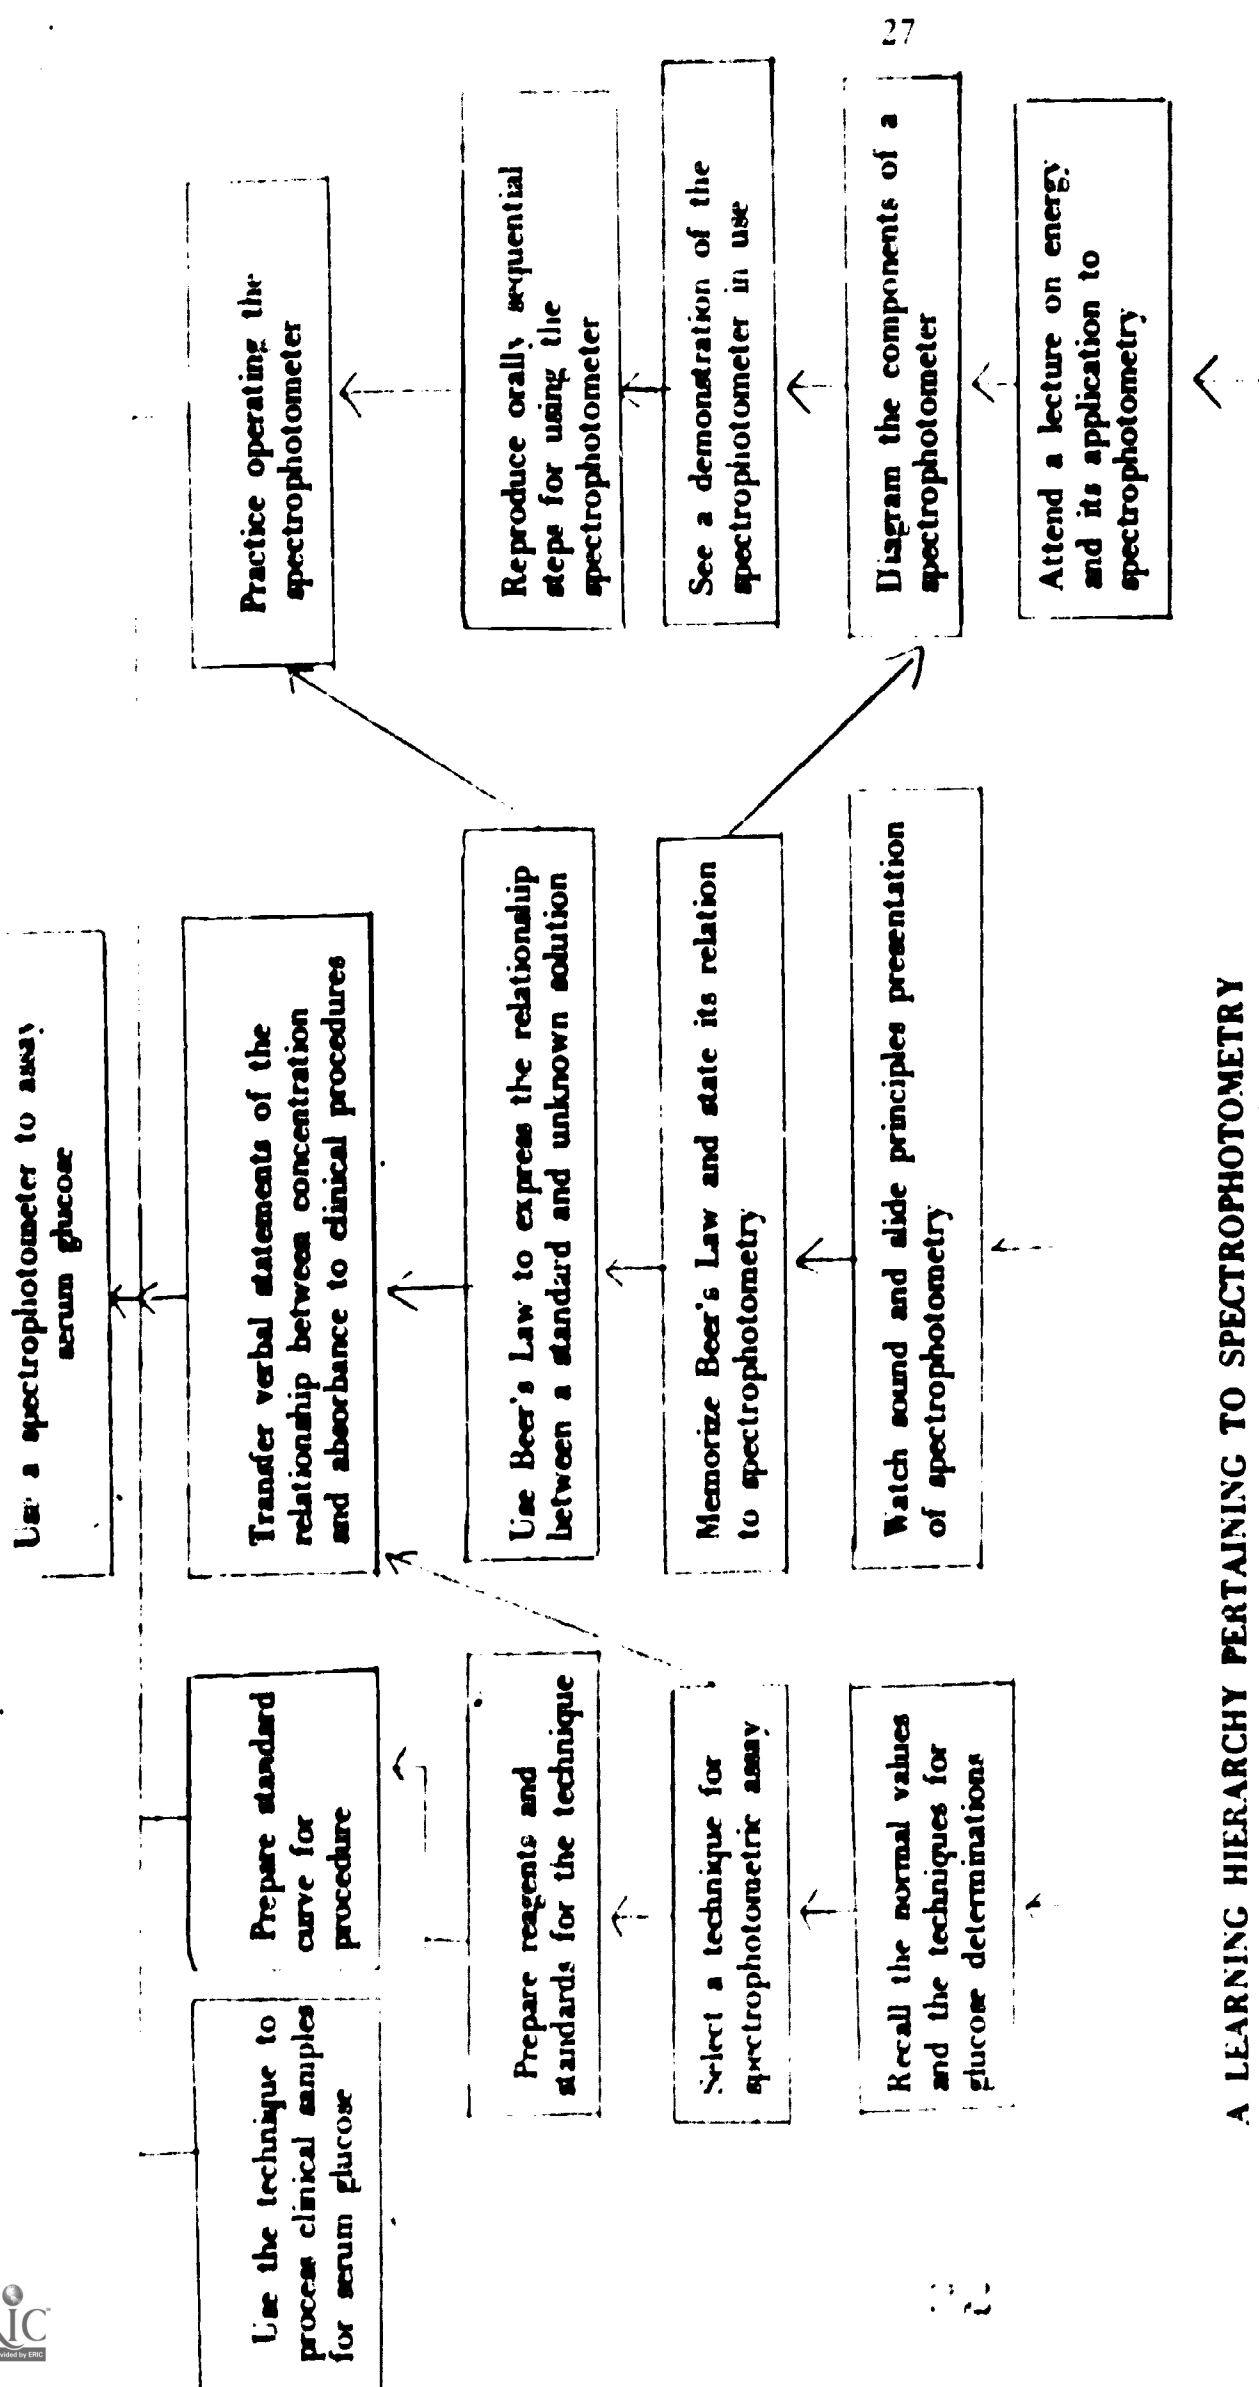 27
Use a spectrophotometer to assay
serum glucose
Use the technique to
process clinical samples
for serum glucose
Prepare standard
curve for
procedure
Transfer verbal statements of the
relationship between concentration
and absorbance to clinical procedures
Practice operating the
spectrophotometer
Prepare reagents and
standards for the technique
Use Beer's Law to express the relationship
between a standard and unknown solution
Reproduce orally sequential
steps for using the
spectrophotometer
Select a technique for
spectrophotometric assay
Memorize Beer's Law and state its relation
to spectrophotometry
See a demonstration of the
spectrophotometer in use
Recall the normal values
and the techniques for
glucose determinations
Watch sound and slide principles presentation
of spectrophotometry
Diagram the components of a
spectrophotometer
Attend a lecture on energy
and its application to
spectrophotometry
A LEARNING HIERARCHY PERTAINING TO SPECTROPHOTOMETRY